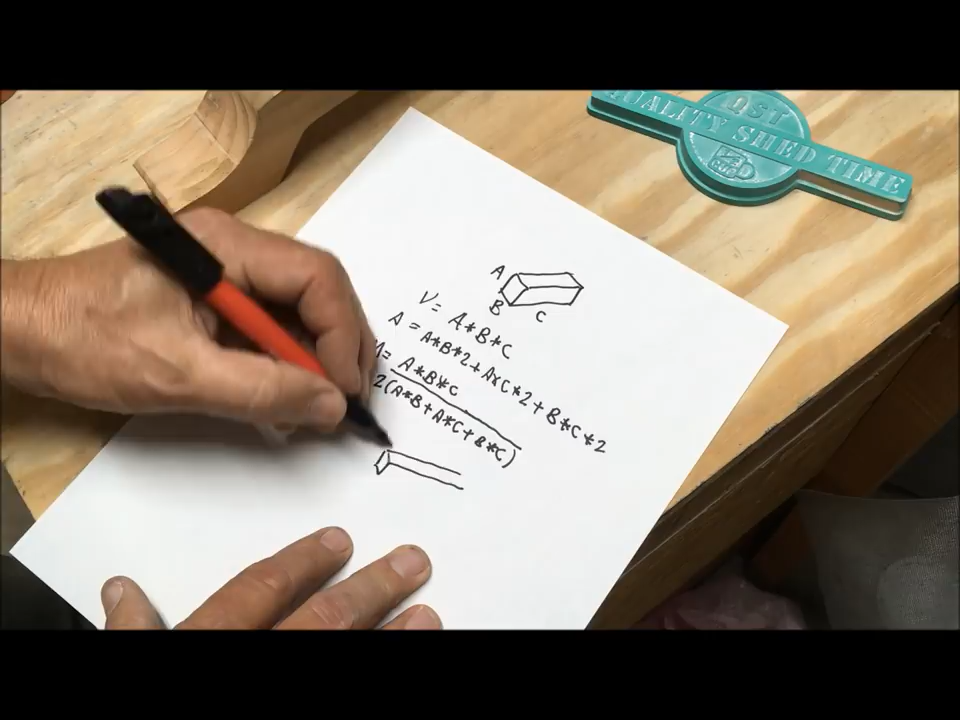 QST
QUALITY SHED TIME
A
B
C
V= A*B*C
A = A*B*2+A*C*2+B*C*2
= A*B*C
2(A*B+A*C+B*C)